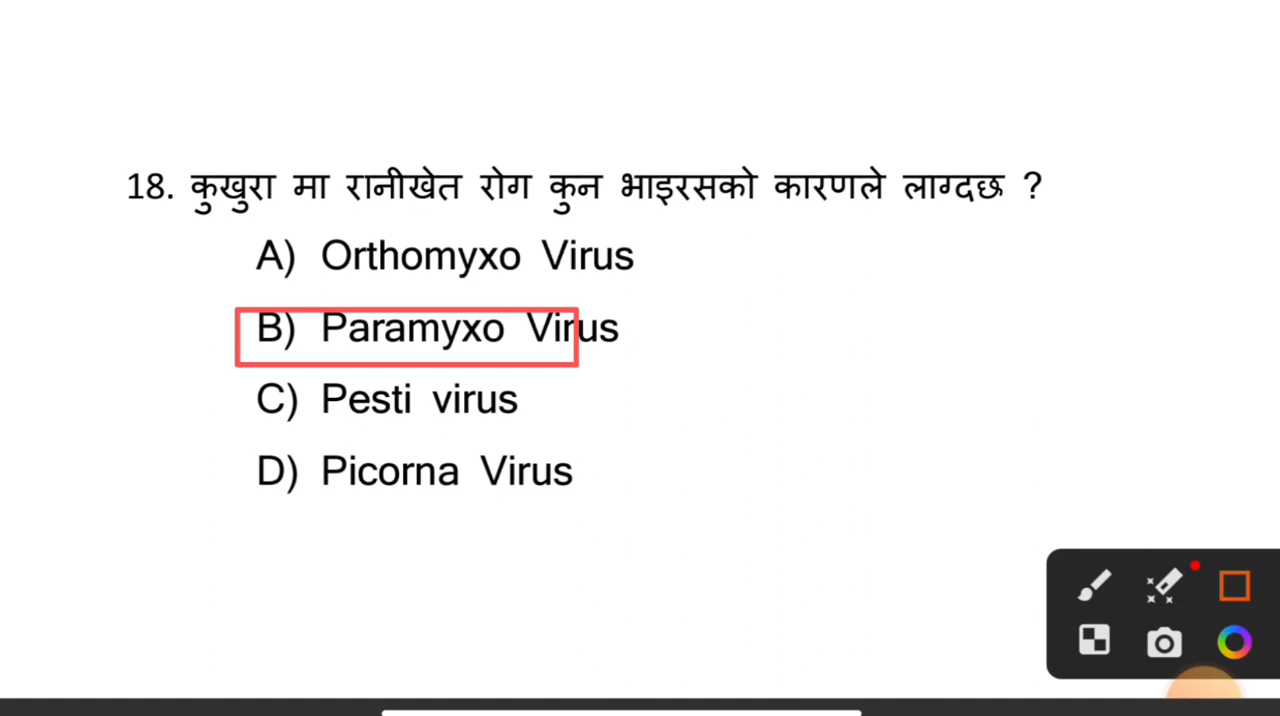 18. कुखुरा मा रानीखेत रोग कुन भाइरसको कारणले लाग्दछ ?
A) Orthomyxo Virus
B) Paramyxo Virus
C) Pesti virus
D) Picorna Virus